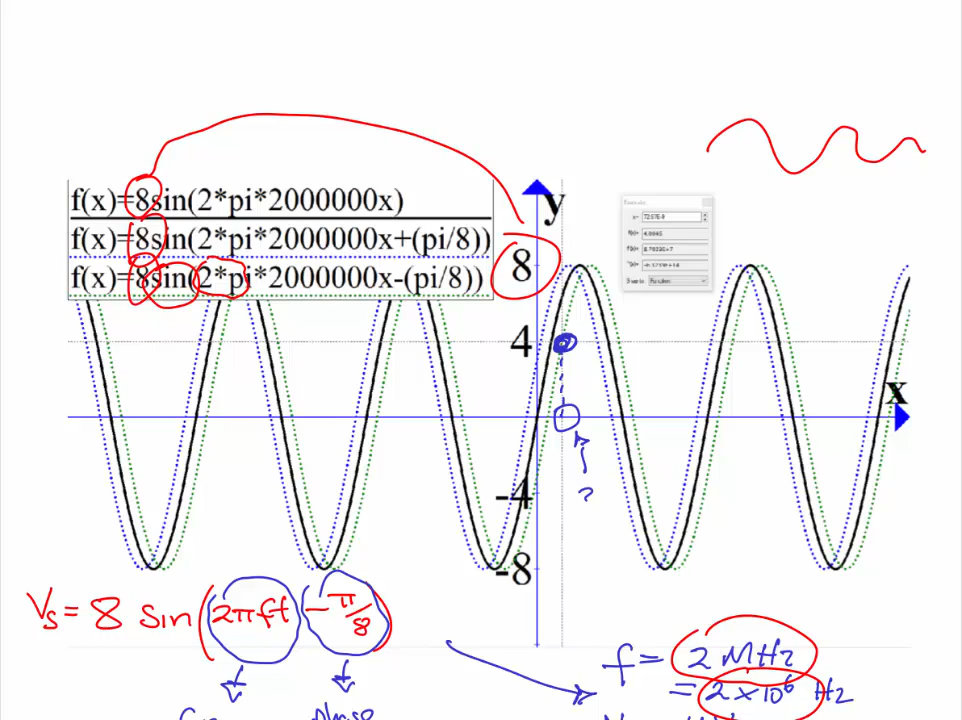 f(x)=8sin(2*pi*2000000x)
f(x)=8sin(2*pi*2000000x+(pi/8))
f(x)=8sin(2*pi*2000000x-(pi/8))
y
8
4
x
-4
-8
?
Vs = 8 sin(2πft - π/8)
f = 2 MHz
= 2 x 10⁶ Hz